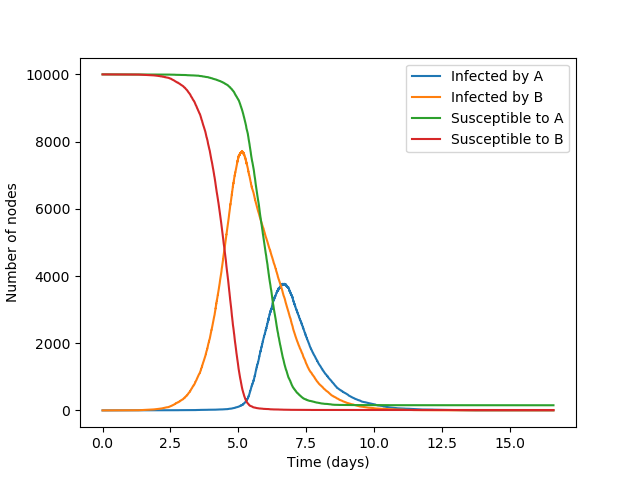 Infected by A
Infected by B
Susceptible to A
Susceptible to B
Number of nodes
10000
8000
6000
4000
2000
0
0.0 2.5 5.0 7.5 10.0 12.5 15.0
Time (days)